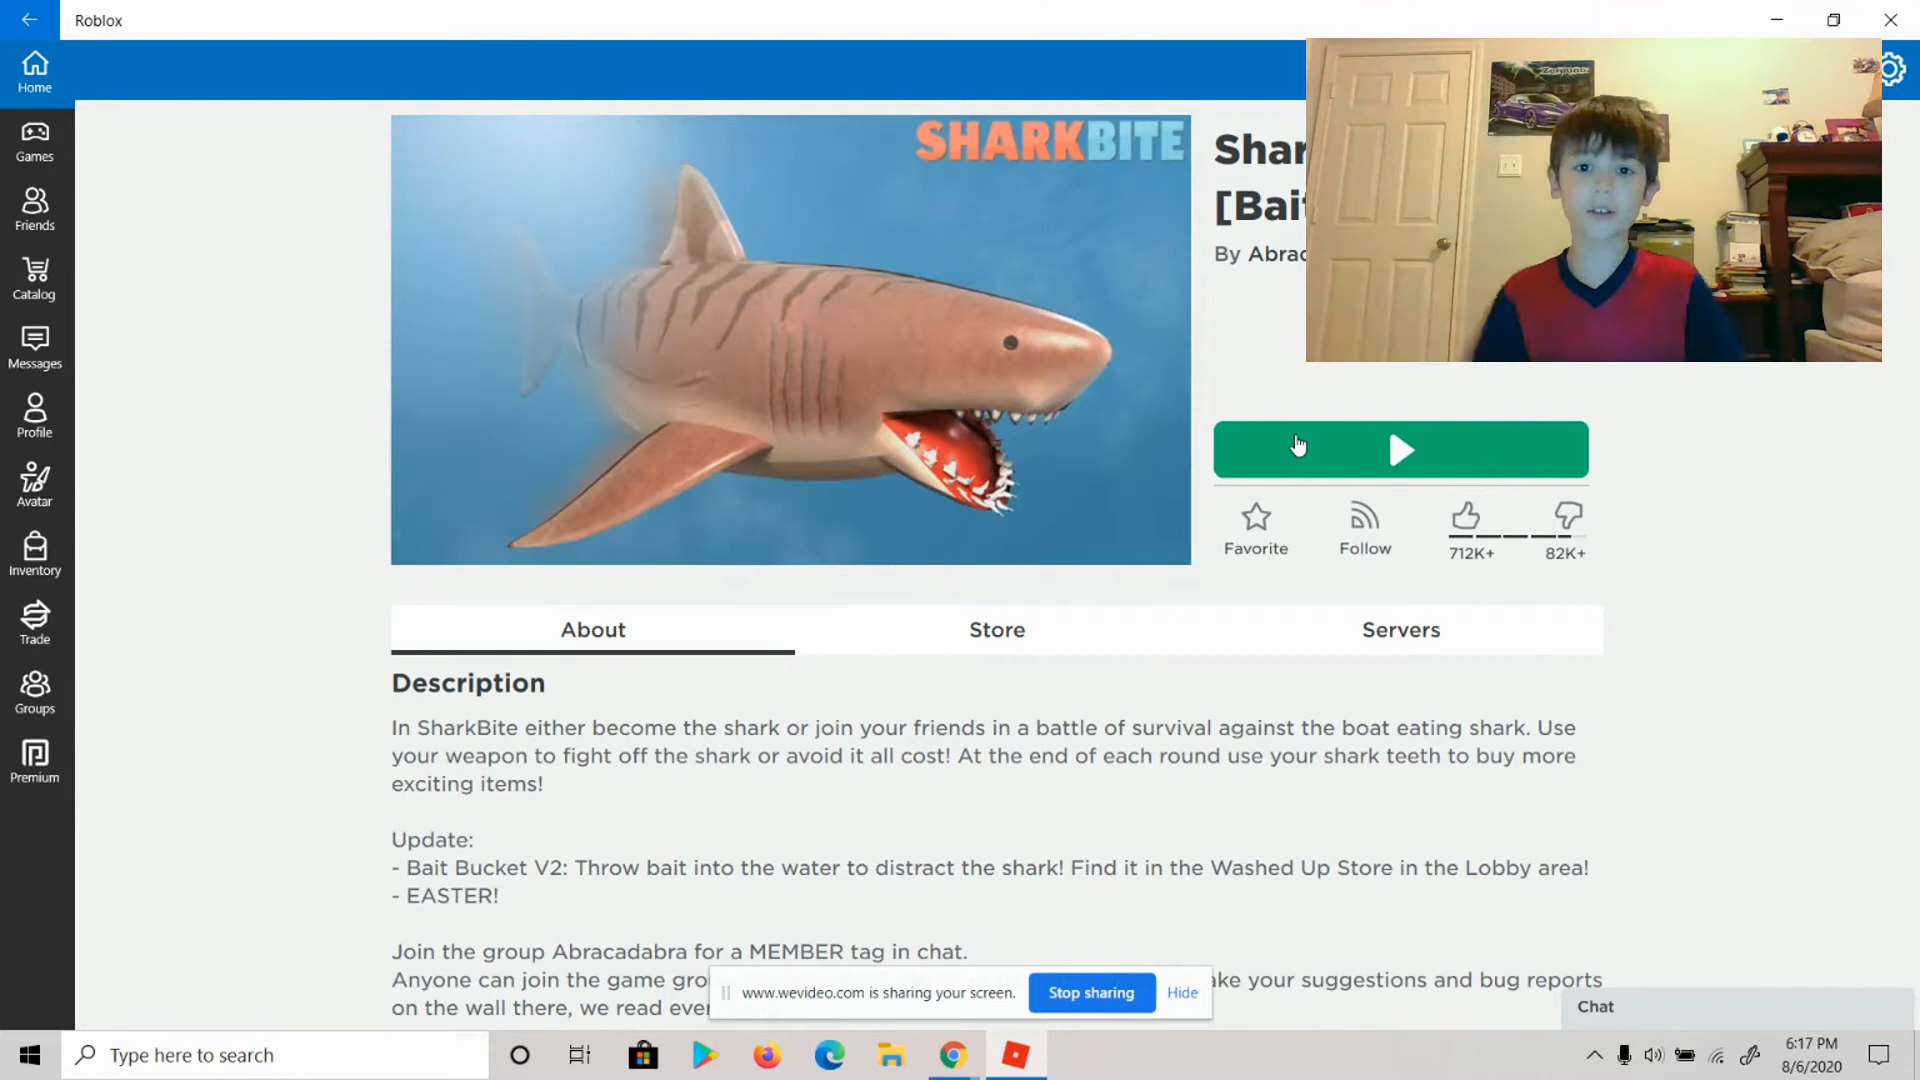 Roblox
Home
Games
Friends
Catalog
Messages
Profile
Avatar
Inventory
Trade
Groups
Premium
SHARKBITE
Shar
[Bait
By Abrac
Zerouno
Favorite
Follow
712K+
82K+
About
Store
Servers
Description
In SharkBite either become the shark or join your friends in a battle of survival against the boat eating shark. Use
your weapon to fight off the shark or avoid it all cost! At the end of each round use your shark teeth to buy more
exciting items!
Update:
- Bait Bucket V2: Throw bait into the water to distract the shark! Find it in the Washed Up Store in the Lobby area!
- EASTER!
Join the group Abracadabra for a MEMBER tag in chat.
Anyone can join the game gro ake your suggestions and bug reports
on the wall there, we read ever
www.wevideo.com is sharing your screen.
Stop sharing
Hide
Chat
Type here to search
6:17 PM
8/6/2020